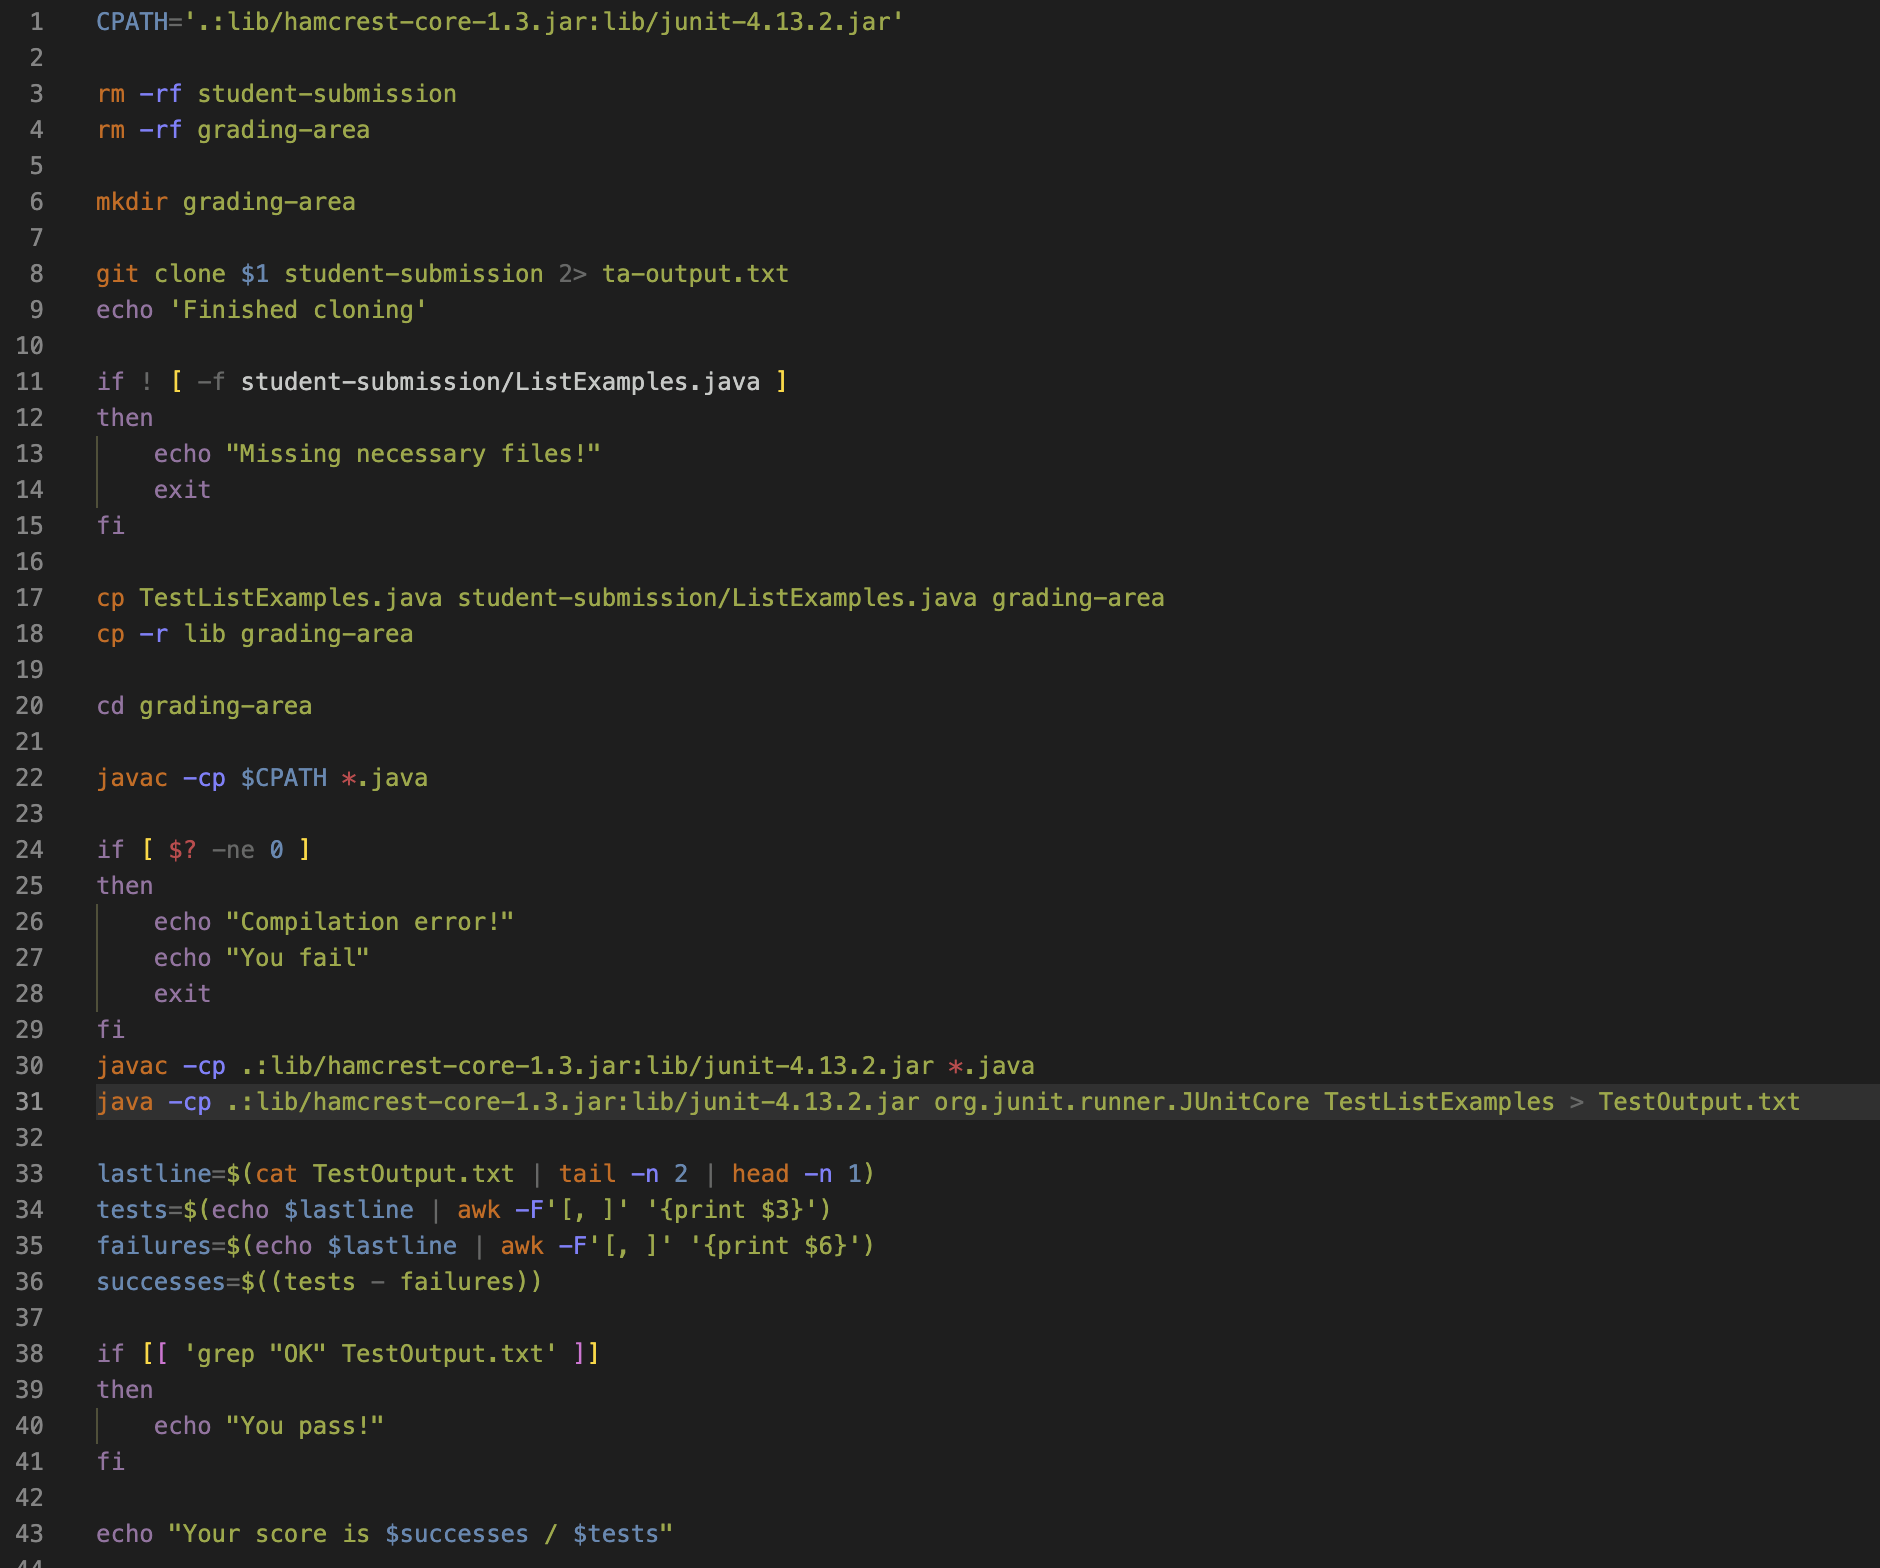 1 CPATH='.:lib/hamcrest-core-1.3.jar:lib/junit-4.13.2.jar'
2
3 rm -rf student-submission
4 rm -rf grading-area
5
6 mkdir grading-area
7
8 git clone $1 student-submission 2> ta-output.txt
9 echo 'Finished cloning'
10
11 if ! [ -f student-submission/ListExamples.java ]
12 then
13     echo "Missing necessary files!"
14     exit
15 fi
16
17 cp TestListExamples.java student-submission/ListExamples.java grading-area
18 cp -r lib grading-area
19
20 cd grading-area
21
22 javac -cp $CPATH *.java
23
24 if [ $? -ne 0 ]
25 then
26     echo "Compilation error!"
27     echo "You fail"
28     exit
29 fi
30 javac -cp .:lib/hamcrest-core-1.3.jar:lib/junit-4.13.2.jar *.java
31 java -cp .:lib/hamcrest-core-1.3.jar:lib/junit-4.13.2.jar org.junit.runner.JUnitCore TestListExamples > TestOutput.txt
32
33 lastline=$(cat TestOutput.txt | tail -n 2 | head -n 1)
34 tests=$(echo $lastline | awk -F'[, ]' '{print $3}')
35 failures=$(echo $lastline | awk -F'[, ]' '{print $6}')
36 successes=$((tests - failures))
37
38 if [[ 'grep "OK" TestOutput.txt' ]]
39 then
40     echo "You pass!"
41 fi
42
43 echo "Your score is $successes / $tests"
44